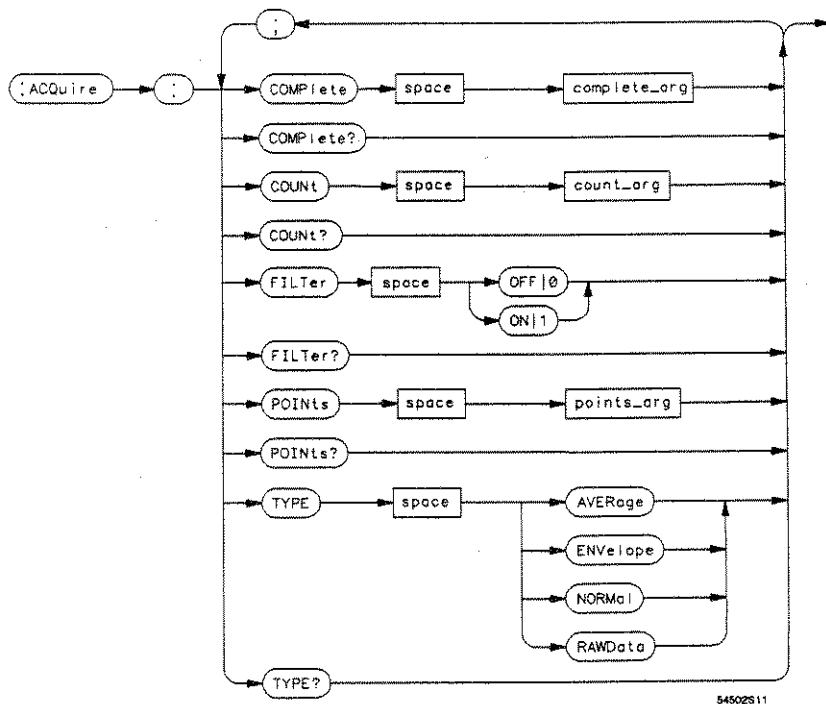 ;
:ACQuire :
COMPlete space complete_arg
COMPlete?
COUNt space count_arg
COUNt?
FILTer space OFF|0
ON|1
FILTer?
POINts space points_arg
POINts?
TYPE space AVERage
ENVelope
NORMal
RAWData
TYPE?
54502S11